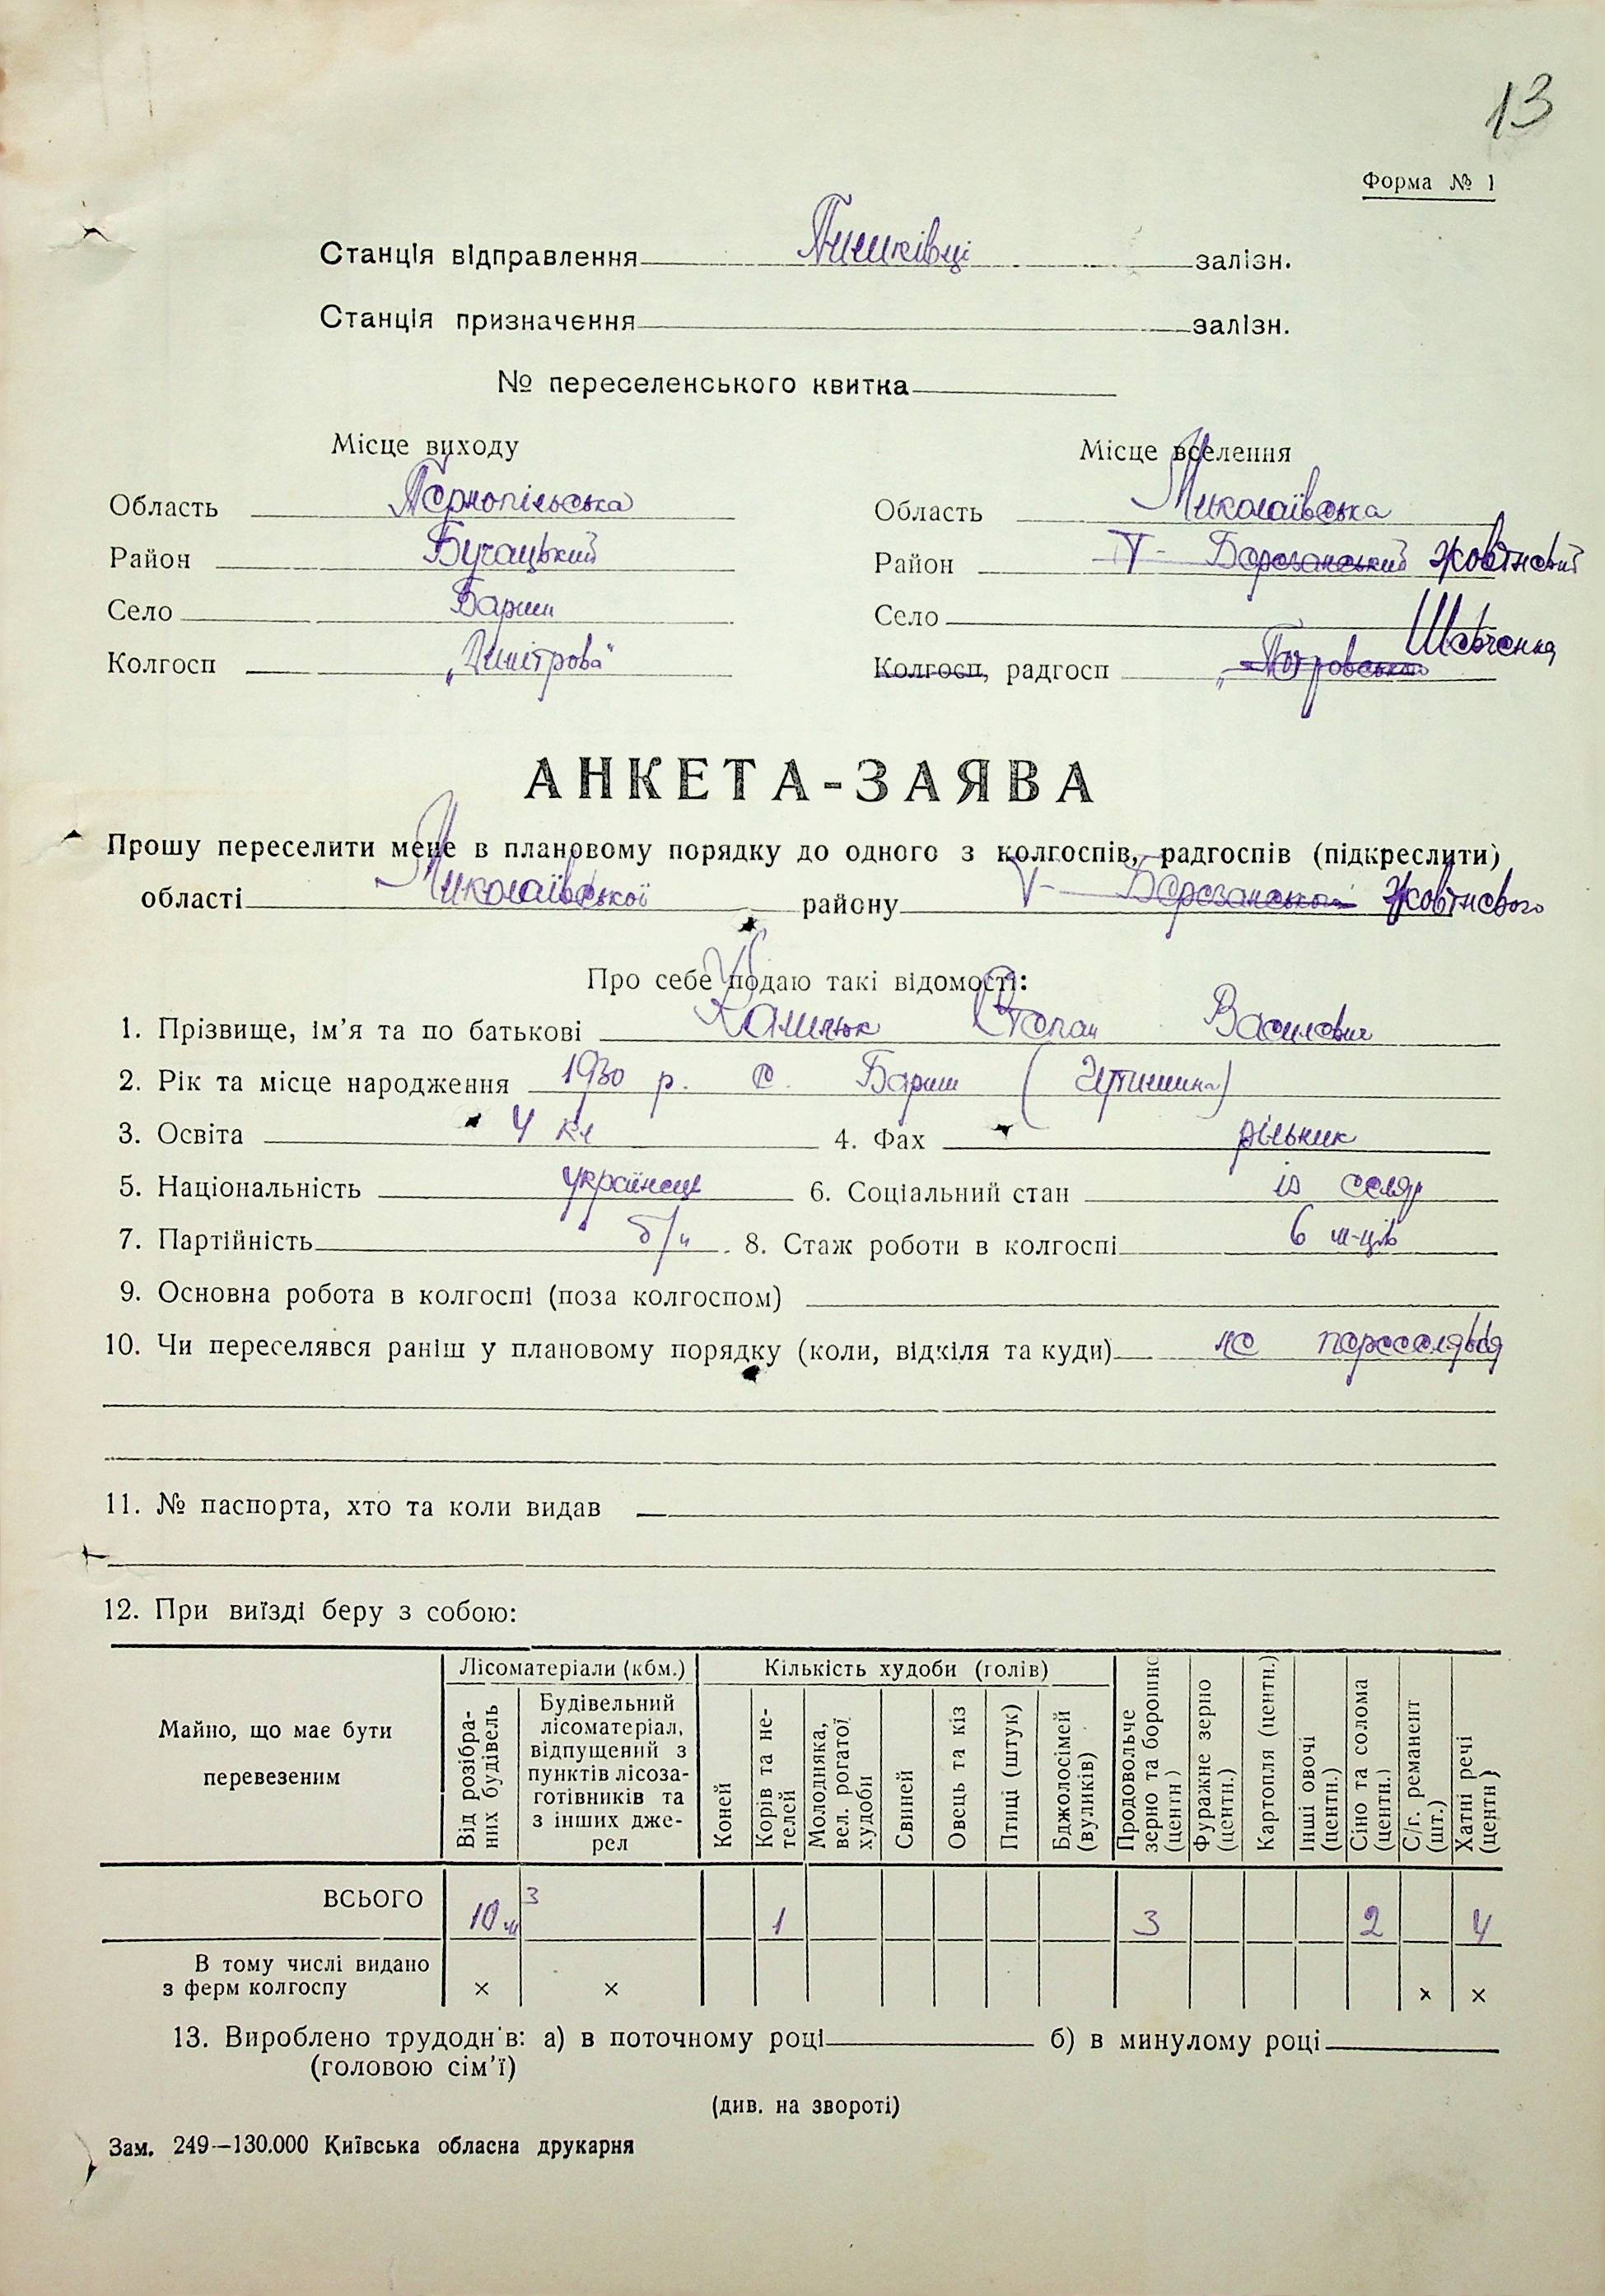 13
Форма № 1
Станція відправлення Пишківці залізн.
Станція призначення залізн.
№ переселенського квитка
Місце виходу
Область Тернопільська
Район Бучацький
Село Бариш
Колгосп „Димітрова"
Місце вселення
Область Миколаївська
Район Т- Березанський Жовтневий
Село
Колгосп, радгосп „Петровського Шевченка
АНКЕТА-ЗАЯВА
Прошу переселити мене в плановому порядку до одного з колгоспів, радгоспів (підкреслити)
області Миколаївської району Т- Березанського Жовтневого
Про себе подаю такі відомості:
1. Прізвище, ім'я та по батькові Степан Василович
2. Рік та місце народження 1930 р. с. Бариш
3. Освіта 4 кл 4. Фах рільник
5. Національність українець 6. Соціальний стан із селян
7. Партійність б/п 8. Стаж роботи в колгоспі 6 м-ців
9. Основна робота в колгоспі (поза колгоспом)
10. Чи переселявся раніш у плановому порядку (коли, відкіля та куди) не переселявся
11. № паспорта, хто та коли видав
12. При виїзді беру з собою:
Майно, що має бути перевезеним
Лісоматеріали (кбм.)
Від розібраних будівель
Будівельний лісоматеріал, відпущений з пунктів лісозаготівників та з інших джерел
Кількість худоби (голів)
Коней
Корів та нетелей
Молодняка, вел. рогатої худоби
Свиней
Овець та кіз
Птиці (штук)
Бджолосімей (вуликів)
Продовольче зерно та борошно (центн)
Фуражне зерно (центн.)
Картопля (центн.)
Інші овочі (центн.)
Сіно та солома (центн.)
С/г. реманент (шт.)
Хатні речі (центн)
ВСЬОГО 10 м3 1 3 2 4
В тому числі видано
з ферм колгоспу × × × ×
13. Вироблено трудодн'в: а) в поточному році б) в минулому році
(головою сім'ї)
(див. на звороті)
Зам. 249—130.000 Київська обласна друкарня